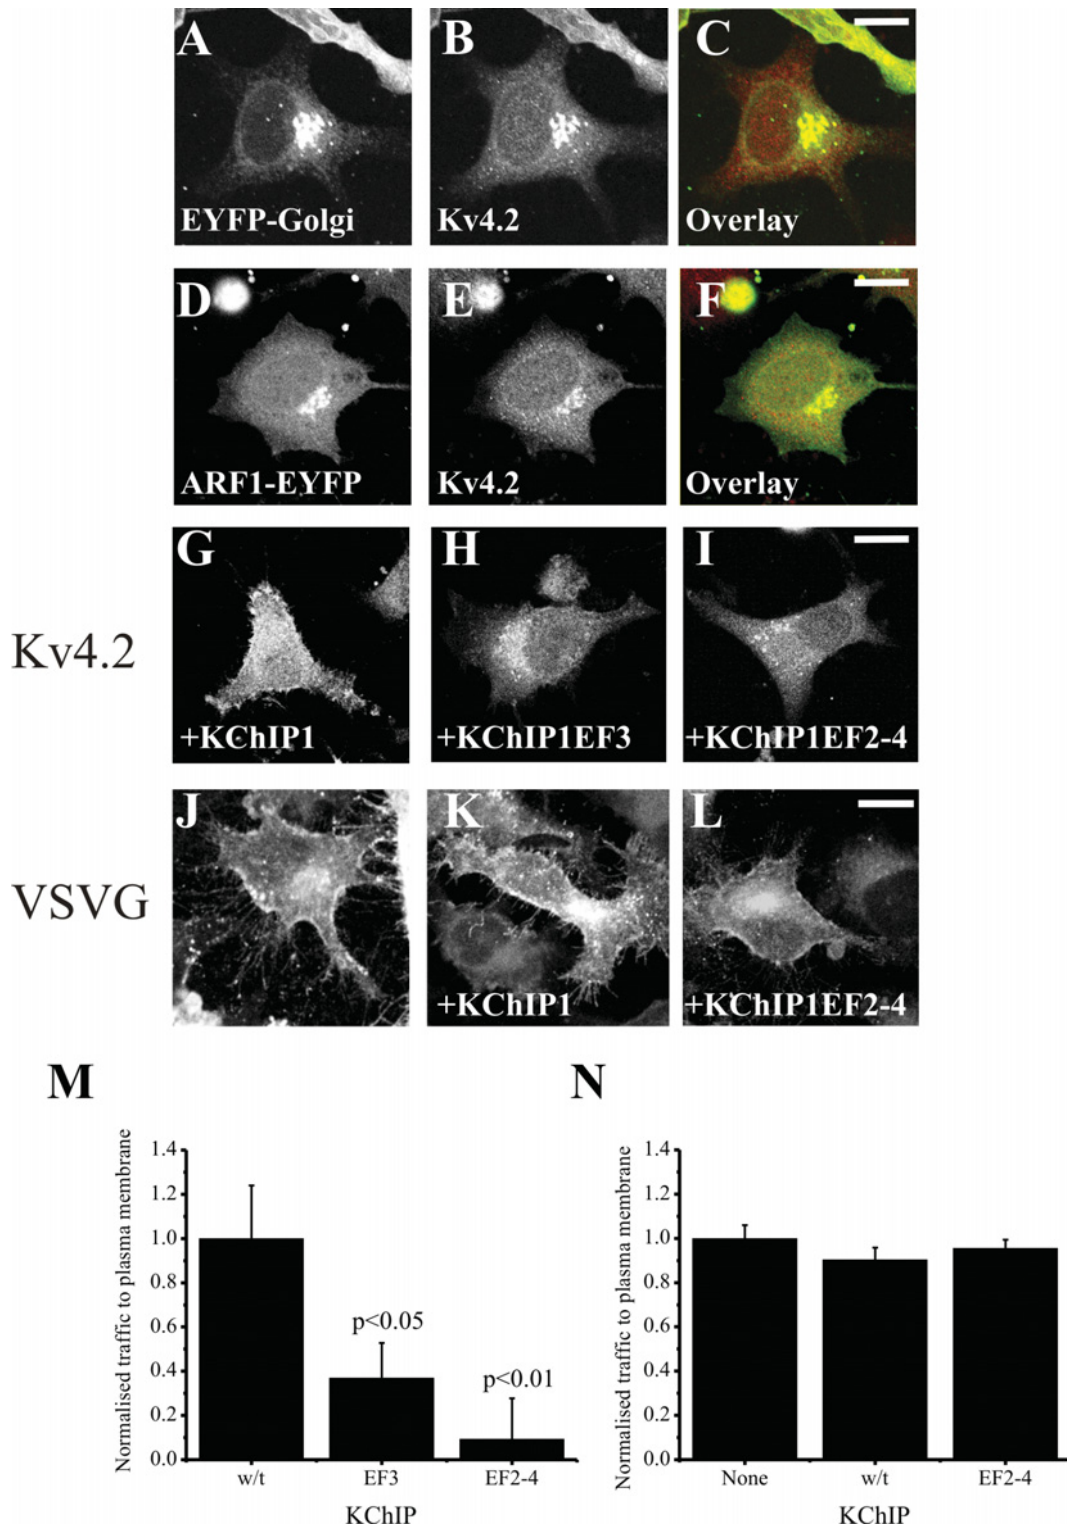 A
B
C
EYFP-Golgi
Kv4.2
Overlay
D
E
F
ARF1-EYFP
Kv4.2
Overlay
Kv4.2
G
H
I
+KChIP1
+KChIP1EF3
+KChIP1EF2-4
VSVG
J
K
L
+KChIP1
+KChIP1EF2-4
M
Normalised traffic to plasma membrane
1.4
1.2
1.0
0.8
0.6
0.4
0.2
0.0
p<0.05
p<0.01
w/t
EF3
EF2-4
KChIP
N
Normalised traffic to plasma membrane
1.4
1.2
1.0
0.8
0.6
0.4
0.2
0.0
None
w/t
EF2-4
KChIP